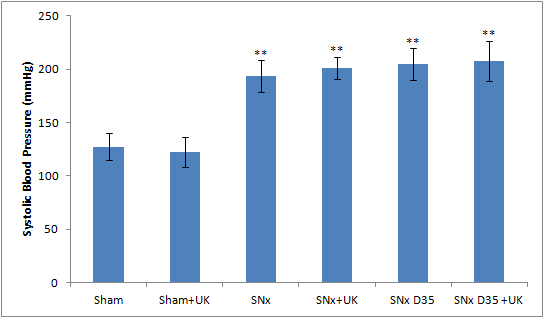 250
200
150
100
50
0
Systolic Blood Pressure (mmHg)
** ** ** **
Sham Sham+UK SNx SNx+UK SNx D35 SNx D35 +UK